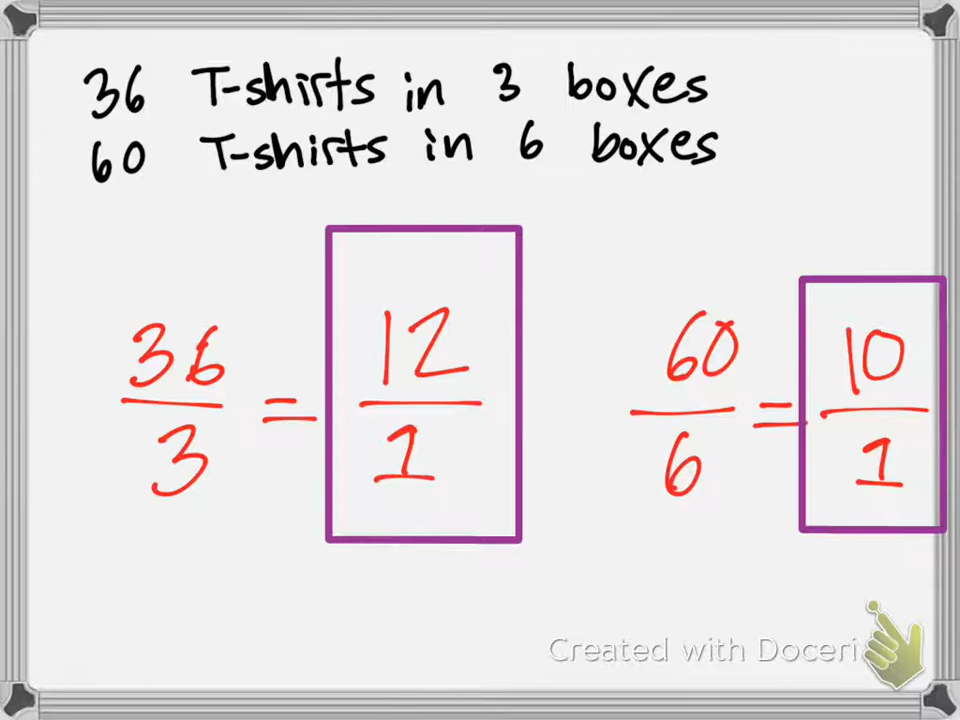 36 T-shirts in 3 boxes
60 T-shirts in 6 boxes
36/3 = 12/1
60/6 = 10/1
Created with Doceri